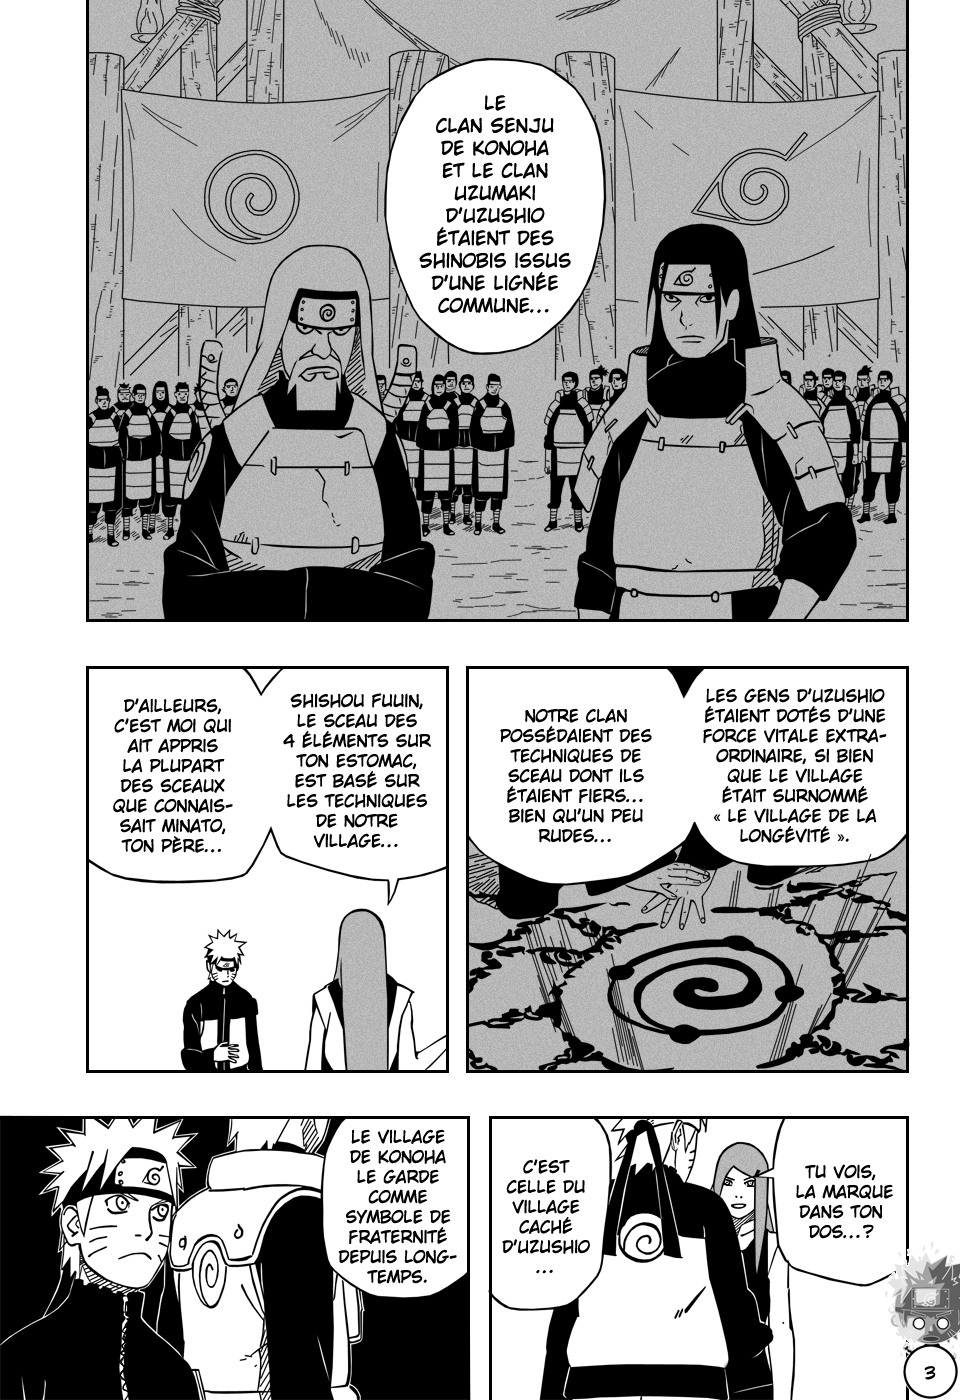 LE
CLAN SENJU
DE KONOHA
ET LE CLAN
UZUMAKI
D'UZUSHIO
ÉTAIENT DES
SHINOBIS ISSUS
D'UNE LIGNÉE
COMMUNE...
LES GENS D'UZUSHIO
ÉTAIENT DOTÉS D'UNE
FORCE VITALE EXTRA-
ORDINAIRE, SI BIEN
QUE LE VILLAGE
ÉTAIT SURNOMMÉ
« LE VILLAGE DE LA
LONGÉVITÉ ».
NOTRE CLAN
POSSÉDAIENT DES
TECHNIQUES DE
SCEAU DONT ILS
ÉTAIENT FIERS...
BIEN QU'UN PEU
RUDES...
SHISHOU FUUIN,
LE SCEAU DES
4 ÉLÉMENTS SUR
TON ESTOMAC,
EST BASÉ SUR
LES TECHNIQUES
DE NOTRE
VILLAGE...
D'AILLEURS,
C'EST MOI QUI
AIT APPRIS
LA PLUPART
DES SCEAUX
QUE CONNAIS-
SAIT MINATO,
TON PÈRE...
TU VOIS,
LA MARQUE
DANS TON
DOS...?
C'EST
CELLE DU
VILLAGE
CACHÉ
D'UZUSHIO
...
LE VILLAGE
DE KONOHA
LE GARDE
COMME
SYMBOLE DE
FRATERNITÉ
DEPUIS LONG-
TEMPS.
3